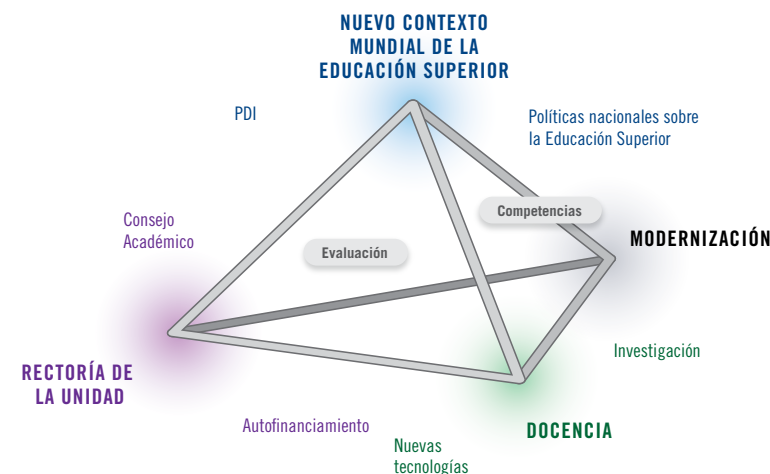 NUEVO CONTEXTO
MUNDIAL DE LA
EDUCACIÓN SUPERIOR
PDI
Políticas nacionales sobre
la Educación Superior
Consejo
Académico
Competencias
Evaluación
MODERNIZACIÓN
RECTORÍA DE
LA UNIDAD
Investigación
Autofinanciamiento
DOCENCIA
Nuevas
tecnologías